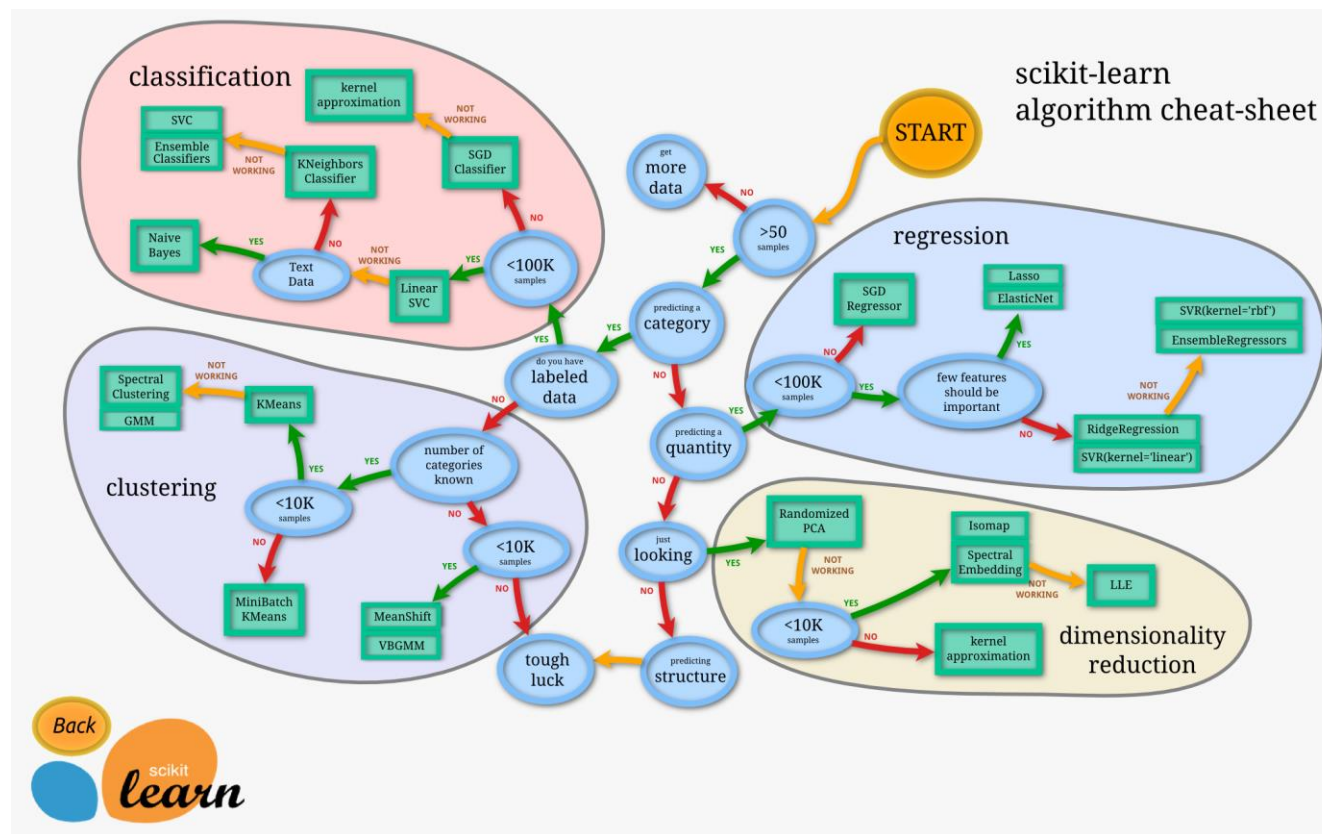 scikit-learn
algorithm cheat-sheet
START
classification
kernel
approximation
NOT
WORKING
SVC
Ensemble
Classifiers
NOT
WORKING
KNeighbors
Classifier
SGD
Classifier
NO
NO
YES
Naive
Bayes
Text
Data
NOT
WORKING
Linear
SVC
YES
<100K
samples
YES
get
more
data
NO
>50
samples
YES
predicting a
category
YES
NO
do you have
labeled
data
NO
predicting a
quantity
YES
NO
just
looking
YES
NO
predicting
structure
tough
luck
regression
SGD
Regressor
NO
<100K
samples
YES
Lasso
ElasticNet
YES
few features
should be
important
NO
SVR(kernel='rbf')
EnsembleRegressors
NOT
WORKING
RidgeRegression
SVR(kernel='linear')
clustering
Spectral
Clustering
GMM
NOT
WORKING
KMeans
YES
<10K
samples
YES
number of
categories
known
NO
NO
MiniBatch
KMeans
<10K
samples
YES
NO
MeanShift
VBGMM
dimensionality
reduction
Randomized
PCA
NOT
WORKING
<10K
samples
YES
NO
Isomap
Spectral
Embedding
NOT
WORKING
LLE
kernel
approximation
Back
scikit
learn